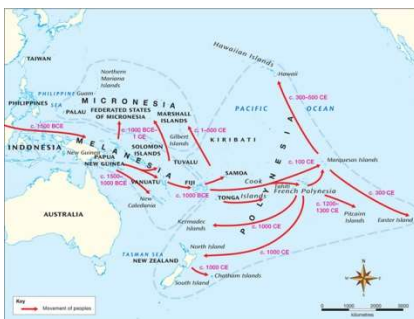 Hawaiian Islands
TAIWAN
Northern
Mariana
Islands
Hawaii
c. 300–600 CE
PHILIPPINE
SEA
Guam
PHILIPPINES
PALAU
MICRONESIA
FEDERATED STATES
OF MICRONESIA
MARSHALL
ISLANDS
PACIFIC
OCEAN
c. 1500 BCE
c. 1000 BCE–
1 CE
c. 1–500 CE
Gilbert
Islands
KIRIBATI
INDONESIA
MELANESIA
New Guinea
PAPUA
NEW GUINEA
SOLOMON
ISLANDS
TUVALU
POLYNESIA
c. 100 CE
Marquesas Islands
SAMOA
Cook
Islands
Tahiti
French Polynesia
c. 1500–
1000 BCE
VANUATU
FIJI
c. 1000 BCE
TONGA
New
Caledonia
c. 300 CE
c. 1200–
1300 CE
Pitcairn
Islands
Easter Island
AUSTRALIA
Kermadec
Islands
c. 1000 CE
c. 1000 CE
TASMAN SEA
North Island
NEW ZEALAND
c. 1000 CE
Chatham Islands
South Island
Key
Movement of peoples
0
1000
2000
3000
kilometres